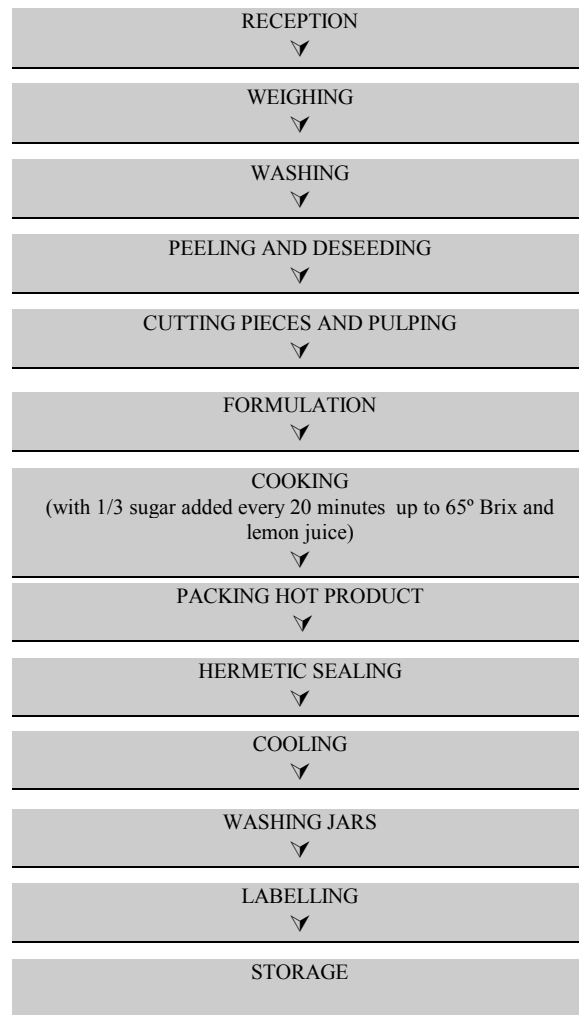 RECEPTION
WEIGHING
WASHING
PEELING AND DESEEDING
CUTTING PIECES AND PULPING
FORMULATION
COOKING
(with 1/3 sugar added every 20 minutes up to 65º Brix and
lemon juice)
PACKING HOT PRODUCT
HERMETIC SEALING
COOLING
WASHING JARS
LABELLING
STORAGE